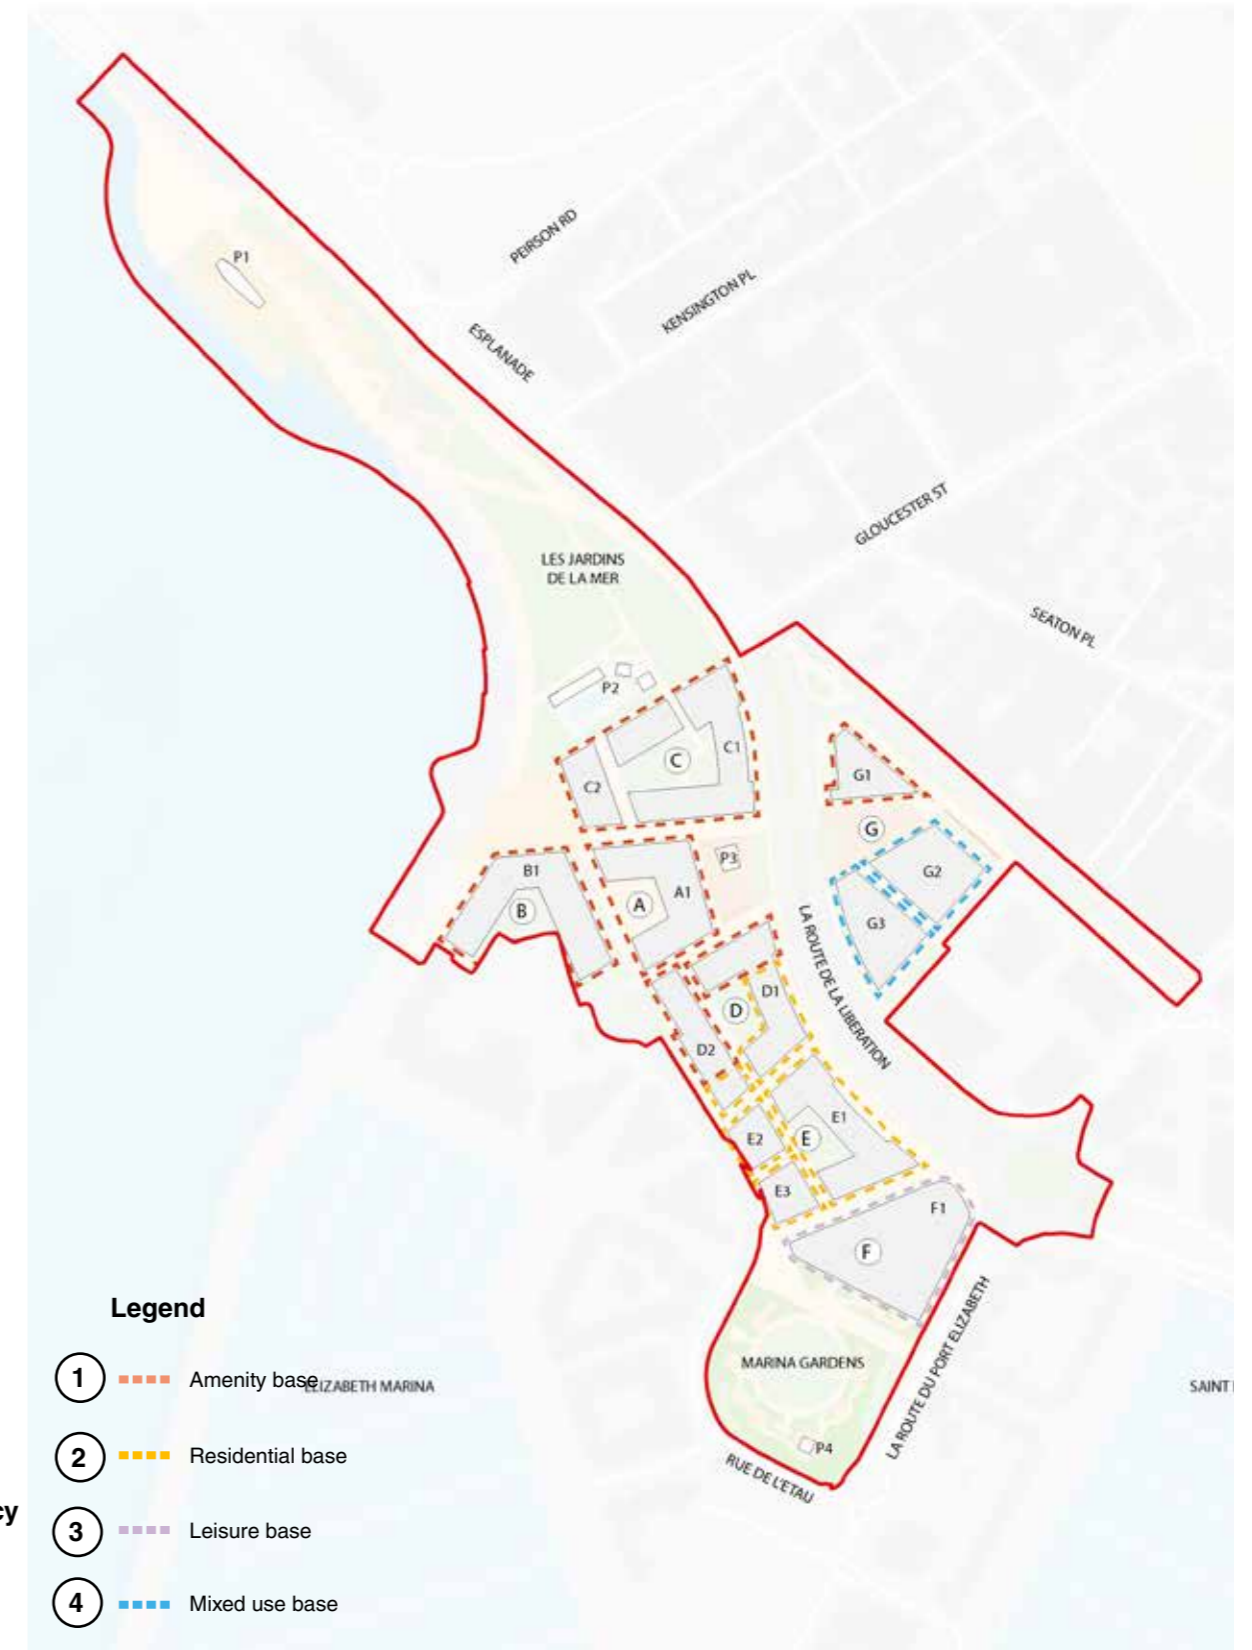 P1
PEIRSON RD
KENSINGTON PL
ESPLANADE
GLOUCESTER ST
LES JARDINS
DE LA MER
SEATON PL
P2
C1
C
C2
G1
G
P3
G2
B1
A1
A
B
G3
LA ROUTE DE LA LIBERATION
D1
D
D2
E1
E2
E
E3
F1
F
LA ROUTE DU PORT ELIZABETH
MARINA GARDENS
P4
RUE DE L'ETAU
SAINT
Legend
1 Amenity base
ELIZABETH MARINA
2 Residential base
3 Leisure base
4 Mixed use base
cy